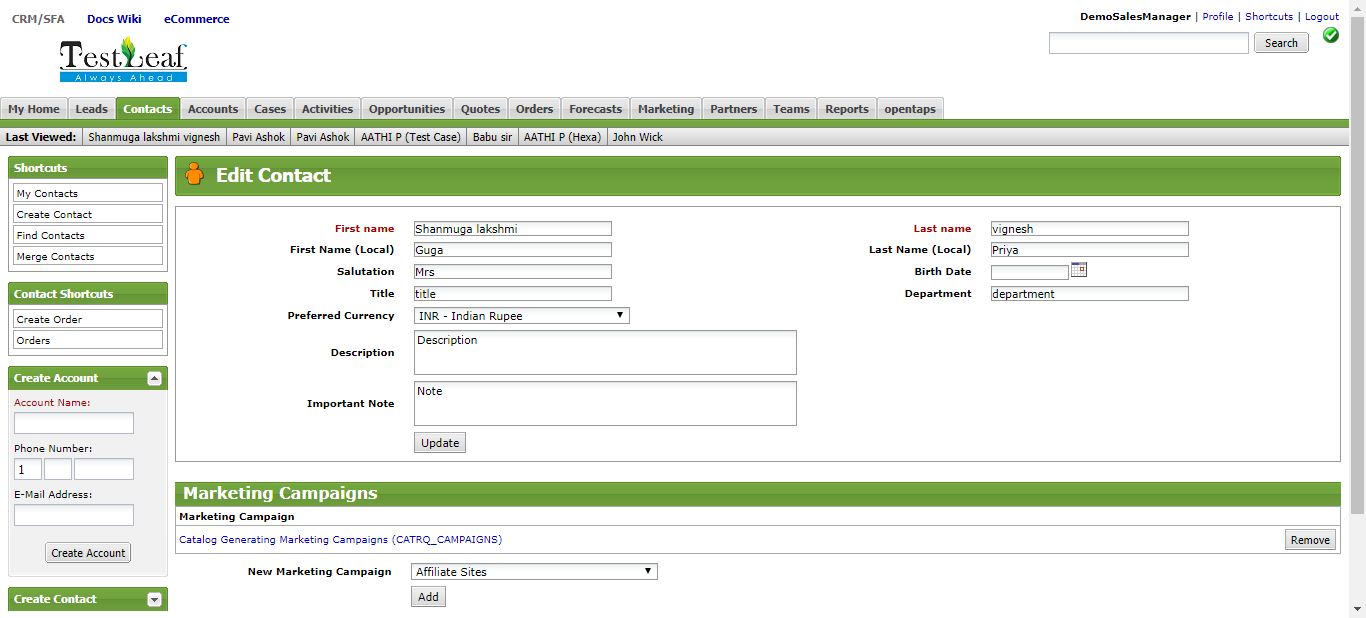 CRM/SFA Docs Wiki eCommerce
DemoSalesManager | Profile | Shortcuts | Logout
Search
TestLeaf
Always Ahead
My Home Leads Contacts Accounts Cases Activities Opportunities Quotes Orders Forecasts Marketing Partners Teams Reports opentaps
Last Viewed: Shanmuga lakshmi vignesh Pavi Ashok Pavi Ashok AATHI P (Test Case) Babu sir AATHI P (Hexa) John Wick
Shortcuts
My Contacts
Create Contact
Find Contacts
Merge Contacts
Contact Shortcuts
Create Order
Orders
Create Account
Account Name:
Phone Number:
1
E-Mail Address:
Create Account
Create Contact
Edit Contact
First name Shanmuga lakshmi Last name vignesh
First Name (Local) Guga Last Name (Local) Priya
Salutation Mrs Birth Date
Title title Department department
Preferred Currency INR - Indian Rupee
Description Description
Important Note Note
Update
Marketing Campaigns
Marketing Campaign
Catalog Generating Marketing Campaigns (CATRQ_CAMPAIGNS) Remove
New Marketing Campaign Affiliate Sites
Add